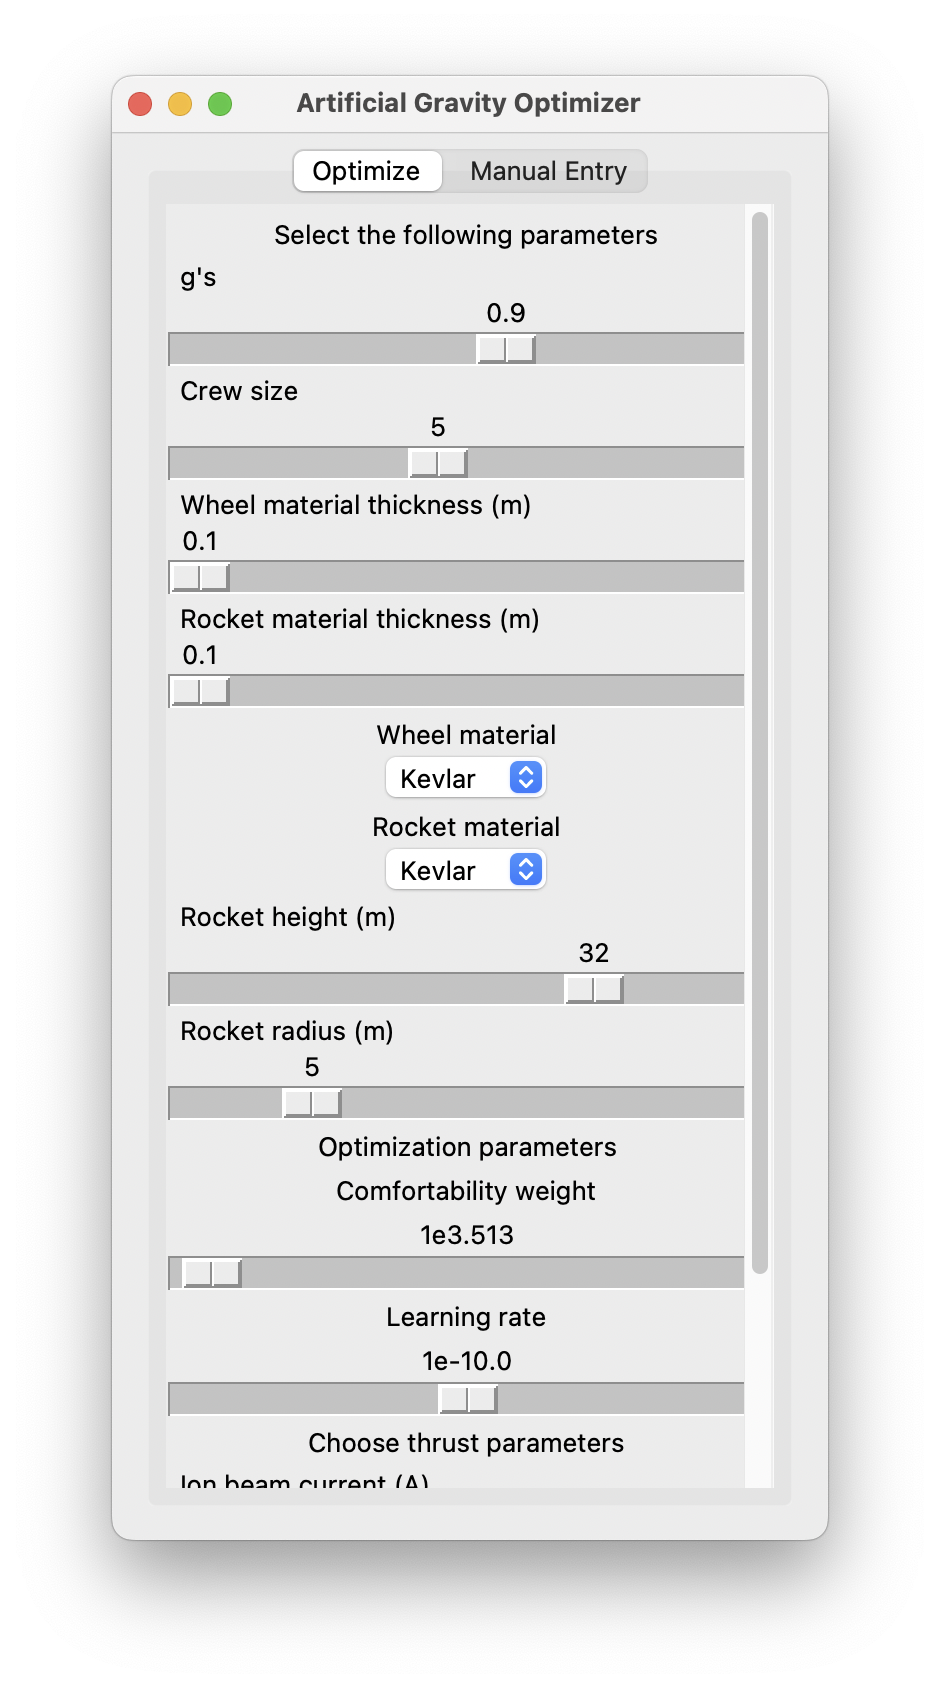 Artificial Gravity Optimizer
Optimize Manual Entry
Select the following parameters
g's
0.9
Crew size
5
Wheel material thickness (m)
0.1
Rocket material thickness (m)
0.1
Wheel material
Kevlar
Rocket material
Kevlar
Rocket height (m)
32
Rocket radius (m)
5
Optimization parameters
Comfortability weight
1e3.513
Learning rate
1e-10.0
Choose thrust parameters
Ion beam current (A)